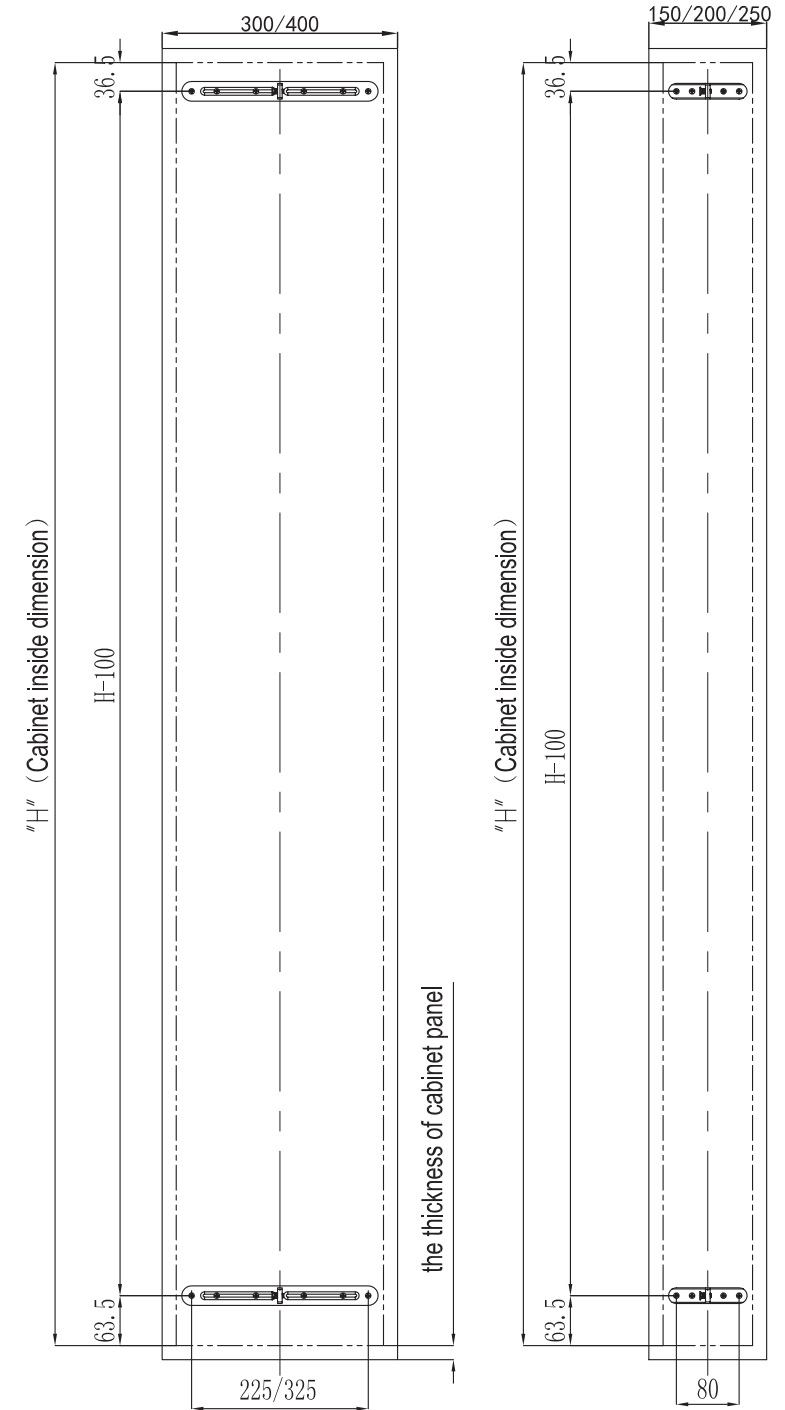 300/400
36.5
"H"（Cabinet inside dimension）
H-100
the thickness of cabinet panel
63.5
225/325
150/200/250
36.5
"H"（Cabinet inside dimension）
H-100
63.5
80